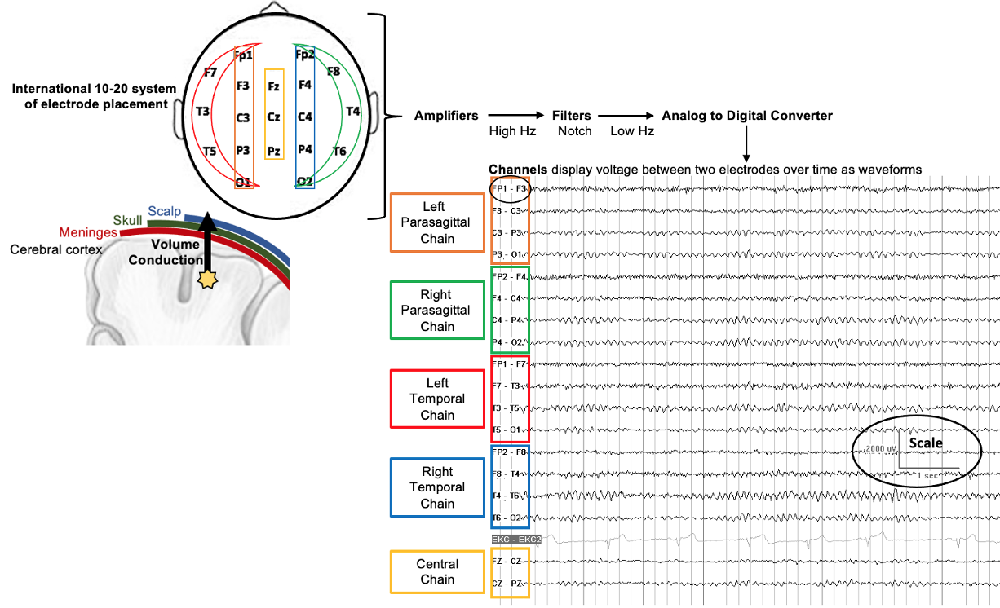 International 10-20 system
of electrode placement
Fp1
Fp2
F7
F3
Fz
F4
F8
T3
C3
Cz
C4
T4
T5
P3
Pz
P4
T6
O1
O2
Amplifiers
High Hz
Filters
Notch
Low Hz
Analog to Digital Converter
Scalp
Skull
Meninges
Cerebral cortex
Volume
Conduction
Channels display voltage between two electrodes over time as waveforms
Left
Parasagittal
Chain
FP1 - F3
F3 - C3
C3 - P3
P3 - O1
Right
Parasagittal
Chain
FP2 - F4
F4 - C4
C4 - P4
P4 - O2
Left
Temporal
Chain
FP1 - F7
F7 - T3
T3 - T5
T5 - O1
Right
Temporal
Chain
FP2 - F8
F8 - T4
T4 - T6
T6 - O2
2000 uV
Scale
1 sec
EKG - EKG2
Central
Chain
FZ - CZ
CZ - PZ